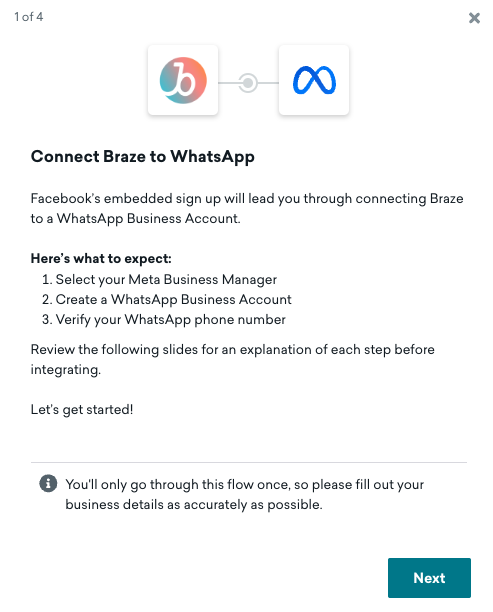 1 of 4
Connect Braze to WhatsApp
Facebook's embedded sign up will lead you through connecting Braze
to a WhatsApp Business Account.
Here's what to expect:
1. Select your Meta Business Manager
2. Create a WhatsApp Business Account
3. Verify your WhatsApp phone number
Review the following slides for an explanation of each step before
integrating.
Let's get started!
You'll only go through this flow once, so please fill out your
business details as accurately as possible.
Next